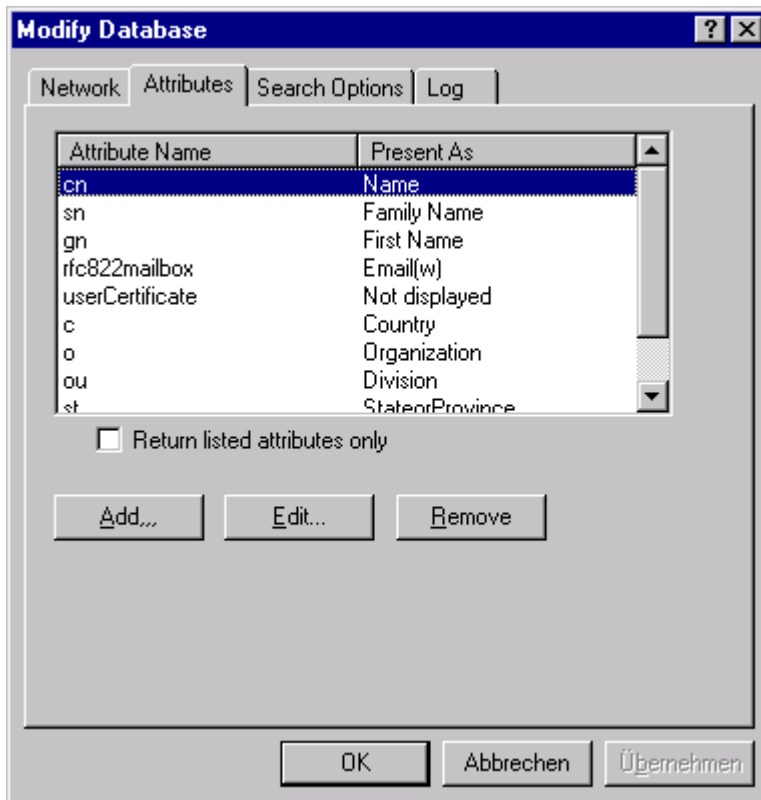 Modify Database
Network Attributes Search Options Log
Attribute Name Present As
cn Name
sn Family Name
gn First Name
rfc822mailbox Email(w)
userCertificate Not displayed
c Country
o Organization
ou Division
st StateorProvince
Return listed attributes only
Add,,, Edit... Remove
OK Abbrechen Übernehmen